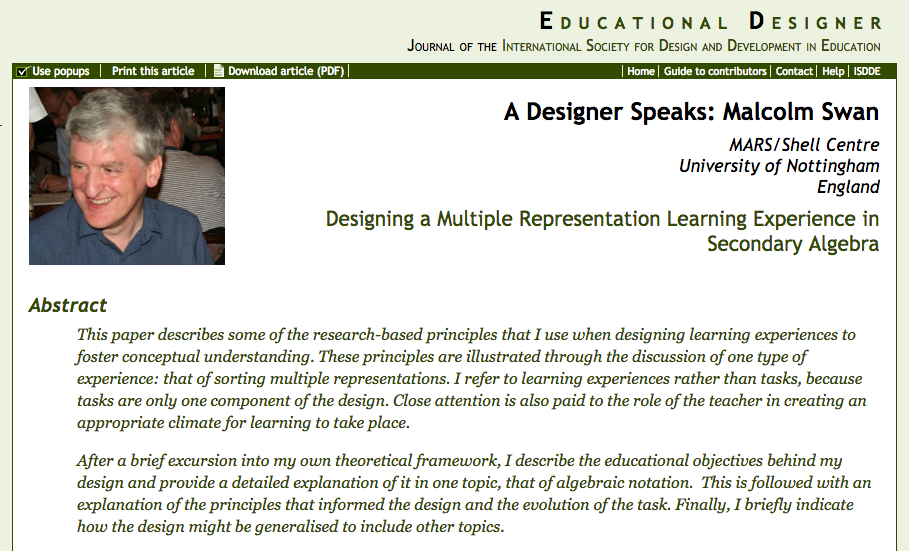 EDUCATIONAL DESIGNER
JOURNAL OF THE INTERNATIONAL SOCIETY FOR DESIGN AND DEVELOPMENT IN EDUCATION
Use popups | Print this article | Download article (PDF) | | Home | Guide to contributors | Contact | Help | ISDDE
A Designer Speaks: Malcolm Swan
MARS/Shell Centre
University of Nottingham
England
Designing a Multiple Representation Learning Experience in
Secondary Algebra
Abstract
This paper describes some of the research-based principles that I use when designing learning experiences to
foster conceptual understanding. These principles are illustrated through the discussion of one type of
experience: that of sorting multiple representations. I refer to learning experiences rather than tasks, because
tasks are only one component of the design. Close attention is also paid to the role of the teacher in creating an
appropriate climate for learning to take place.
After a brief excursion into my own theoretical framework, I describe the educational objectives behind my
design and provide a detailed explanation of it in one topic, that of algebraic notation. This is followed with an
explanation of the principles that informed the design and the evolution of the task. Finally, I briefly indicate
how the design might be generalised to include other topics.